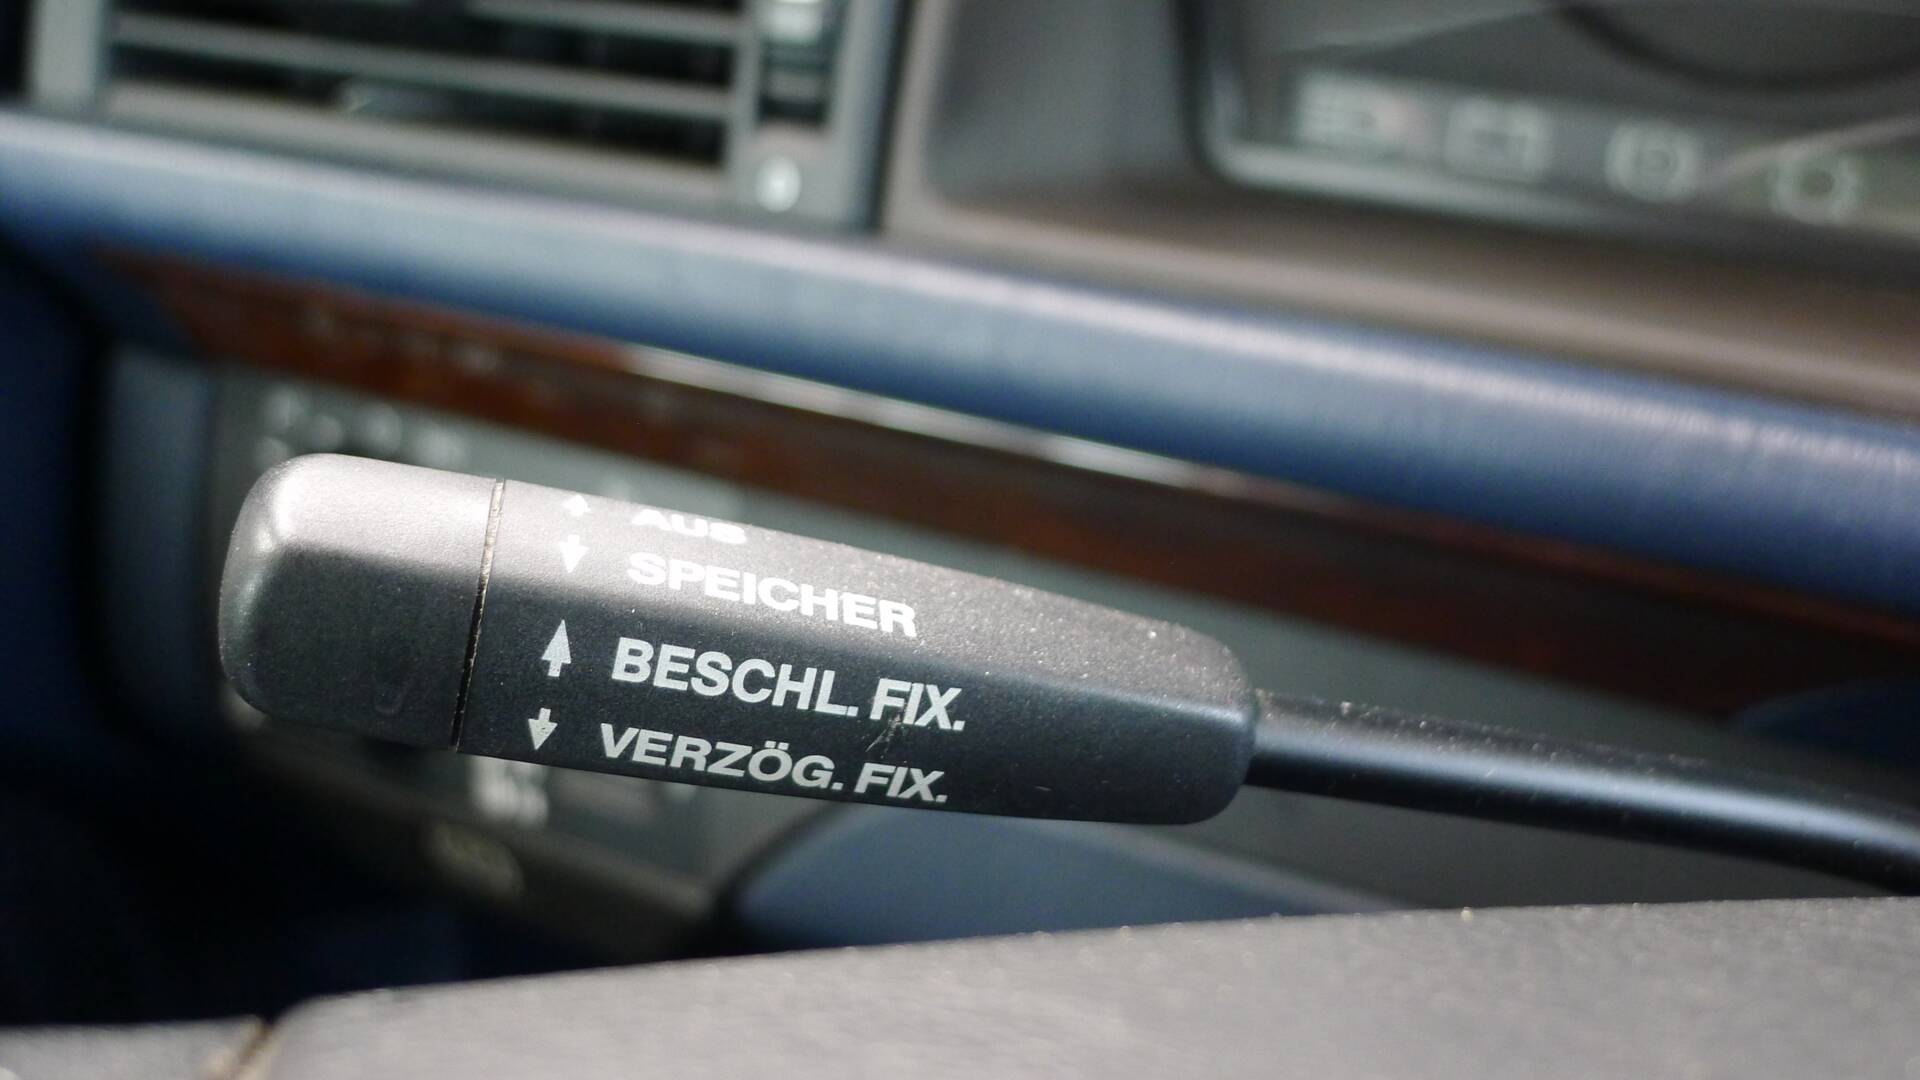 AUS
SPEICHER
BESCHL. FIX.
VERZÖG. FIX.